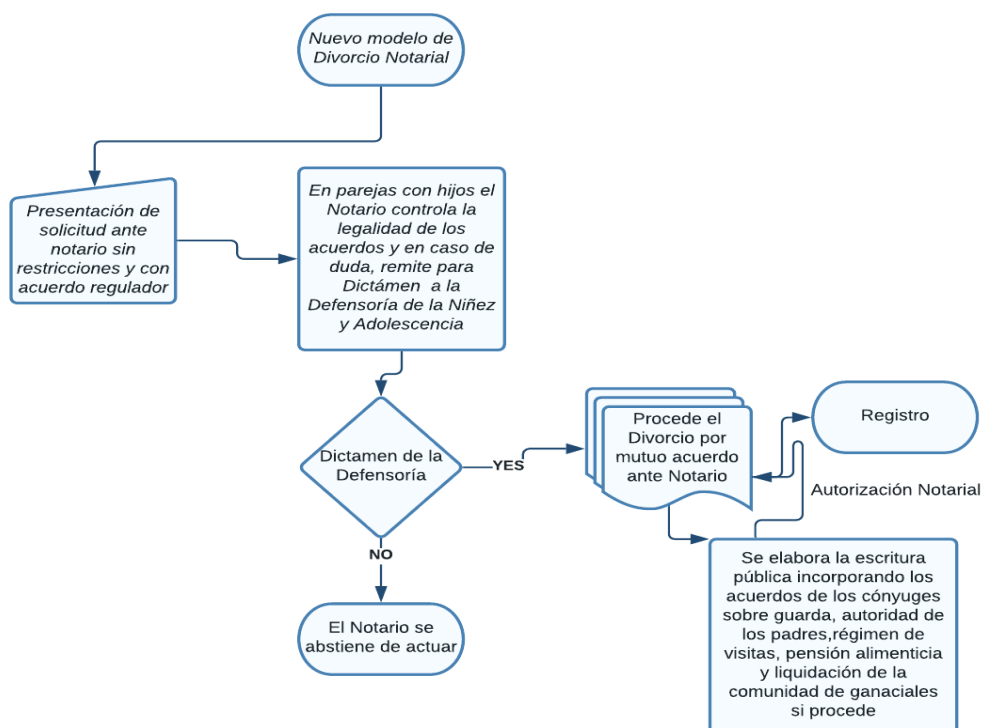 Nuevo modelo de
Divorcio Notarial
Presentación de
solicitud ante
notario sin
restricciones y con
acuerdo regulador
En parejas con hijos el
Notario controla la
legalidad de los
acuerdos y en caso de
duda, remite para
Dictámen a la
Defensoría de la Niñez
y Adolescencia
Dictamen de la
Defensoría
YES
NO
El Notario se
abstiene de actuar
Procede el
Divorcio por
mutuo acuerdo
ante Notario
Registro
Autorización Notarial
Se elabora la escritura
pública incorporando los
acuerdos de los cónyuges
sobre guarda, autoridad de
los padres,régimen de
visitas, pensión alimenticia
y liquidación de la
comunidad de ganaciales
si procede